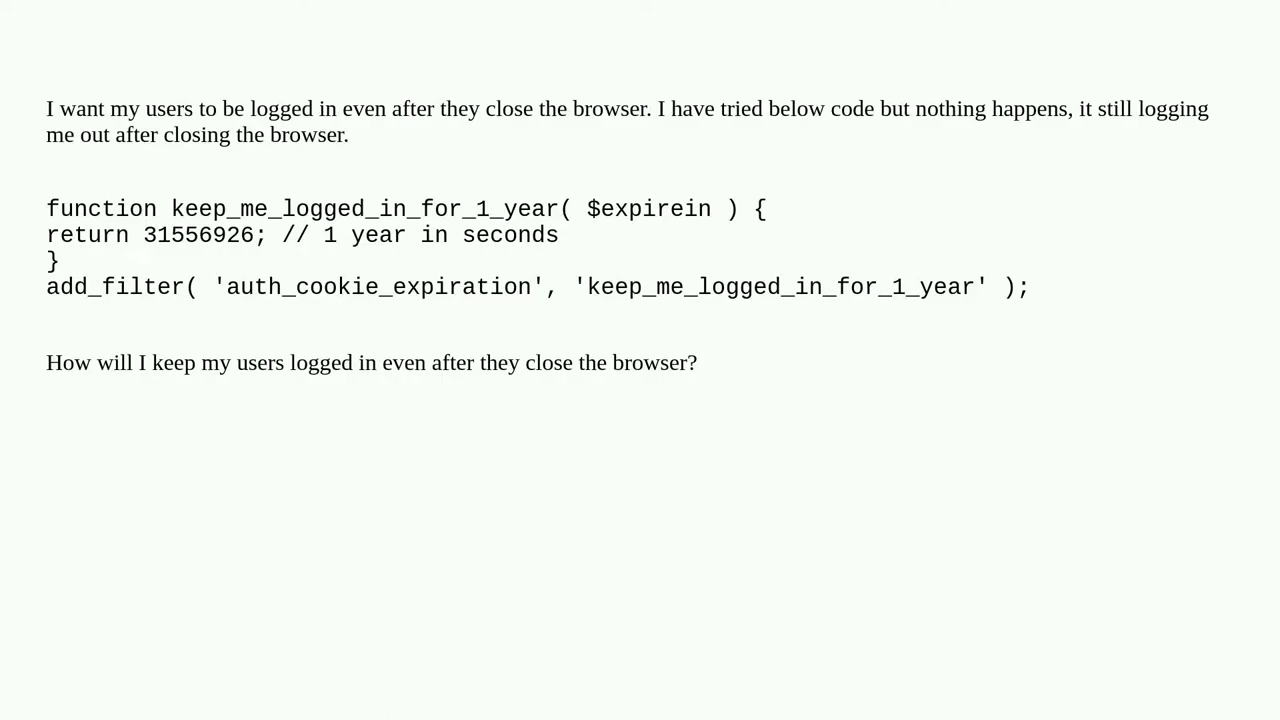 I want my users to be logged in even after they close the browser. I have tried below code but nothing happens, it still logging
me out after closing the browser.
function keep_me_logged_in_for_1_year( $expirein ) {
return 31556926; // 1 year in seconds
}
add_filter( 'auth_cookie_expiration', 'keep_me_logged_in_for_1_year' );
How will I keep my users logged in even after they close the browser?